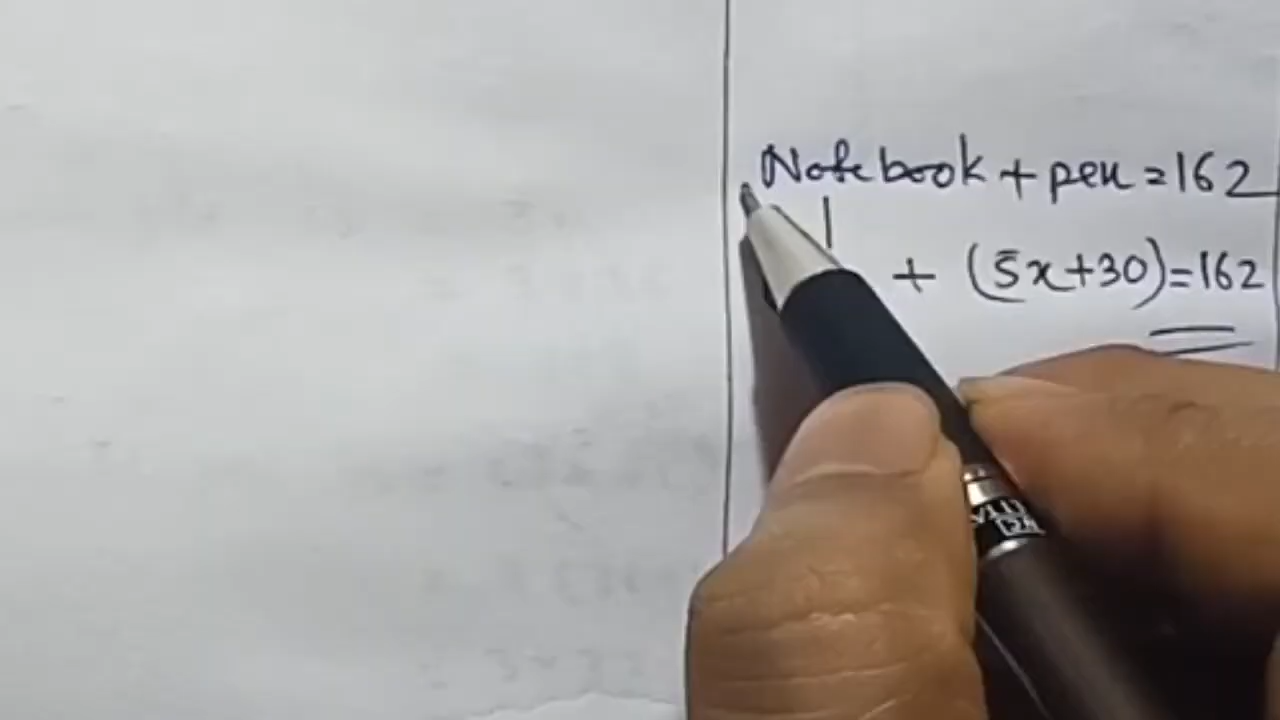 Notebook + pen = 162
+ (5x+30) = 162